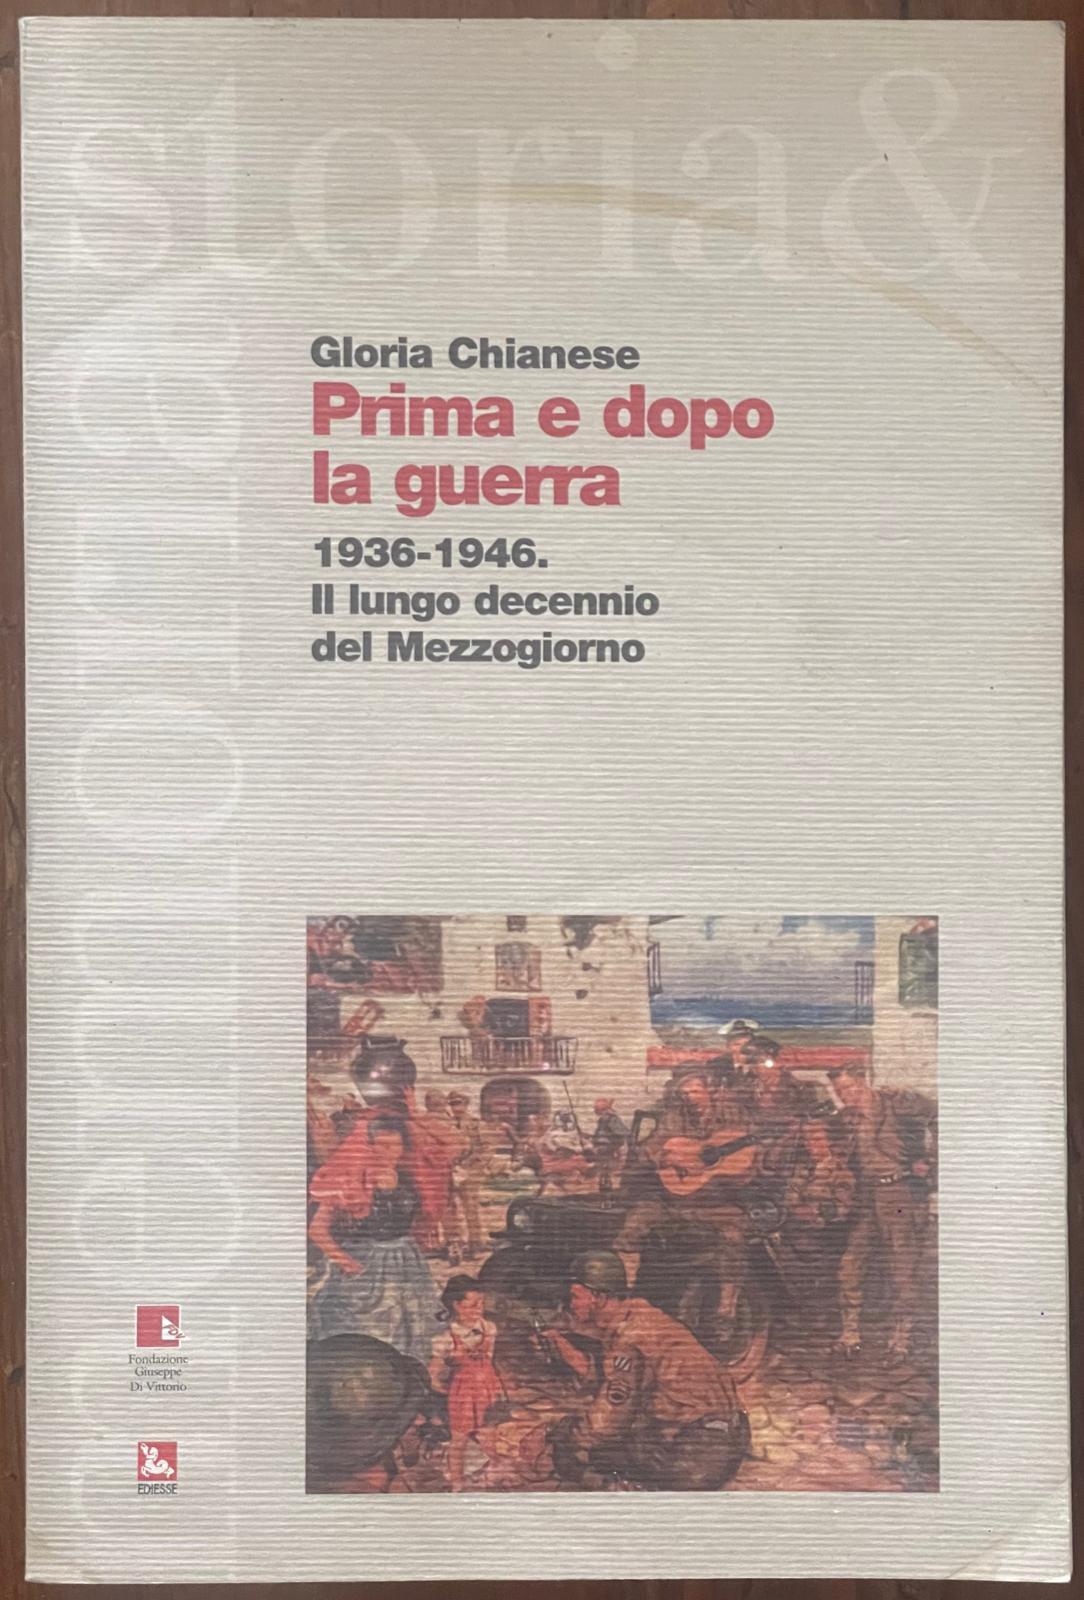 storia&
Gloria Chianese
Prima e dopo
la guerra
1936-1946.
Il lungo decennio
del Mezzogiorno
Fondazione
Giuseppe
Di Vittorio
EDIESSE